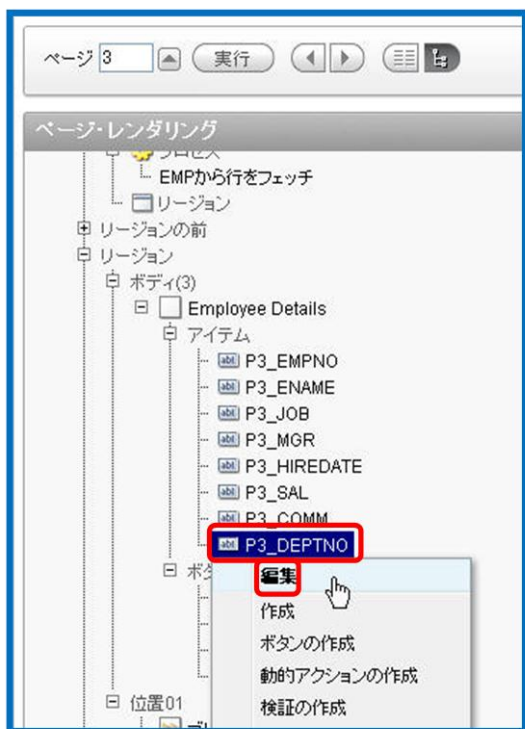 ページ 3 実行
ページ・レンダリング
プロセス
EMPから行をフェッチ
リージョン
リージョンの前
リージョン
ボディ(3)
Employee Details
アイテム
P3_EMPNO
P3_ENAME
P3_JOB
P3_MGR
P3_HIREDATE
P3_SAL
P3_COMM
P3_DEPTNO
編集
作成
ボタンの作成
動的アクションの作成
位置01
検証の作成